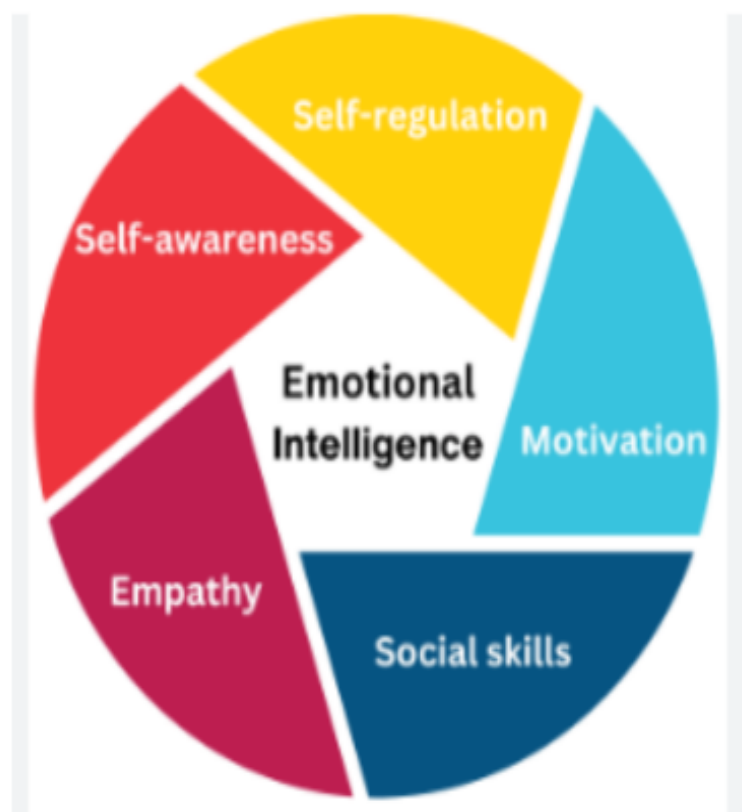 Self-regulation
Self-awareness
Emotional
Intelligence
Motivation
Empathy
Social skills